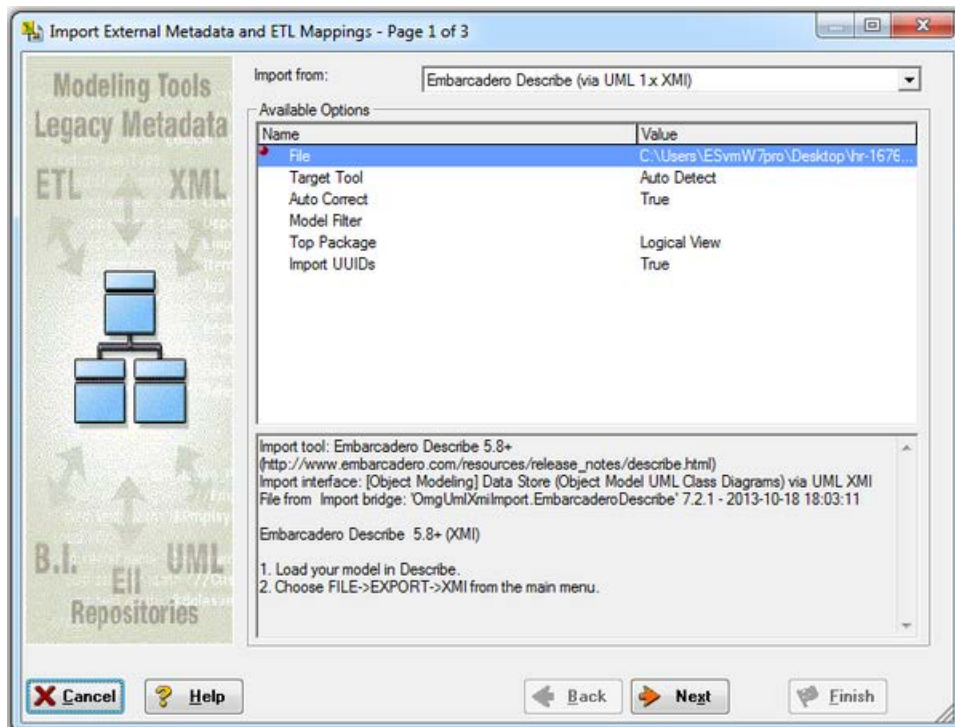 Import External Metadata and ETL Mappings - Page 1 of 3
Modeling Tools
Legacy Metadata
ETL XML
B.I. EII UML
Repositories
Import from: Embarcadero Describe (via UML 1.x XMI)
Available Options
Name Value
File C:\Users\ESvmW7pro\Desktop\hr-1676...
Target Tool Auto Detect
Auto Correct True
Model Filter
Top Package Logical View
Import UUIDs True
Import tool: Embarcadero Describe 5.8+
(http://www.embarcadero.com/resources/release_notes/describe.html)
Import interface: [Object Modeling] Data Store (Object Model UML Class Diagrams) via UML XMI
File from Import bridge: 'OmgUmlXmiImport.EmbarcaderoDescribe' 7.2.1 - 2013-10-18 18:03:11
Embarcadero Describe 5.8+ (XMI)
1. Load your model in Describe.
2. Choose FILE->EXPORT->XMI from the main menu.
Cancel Help Back Next Finish